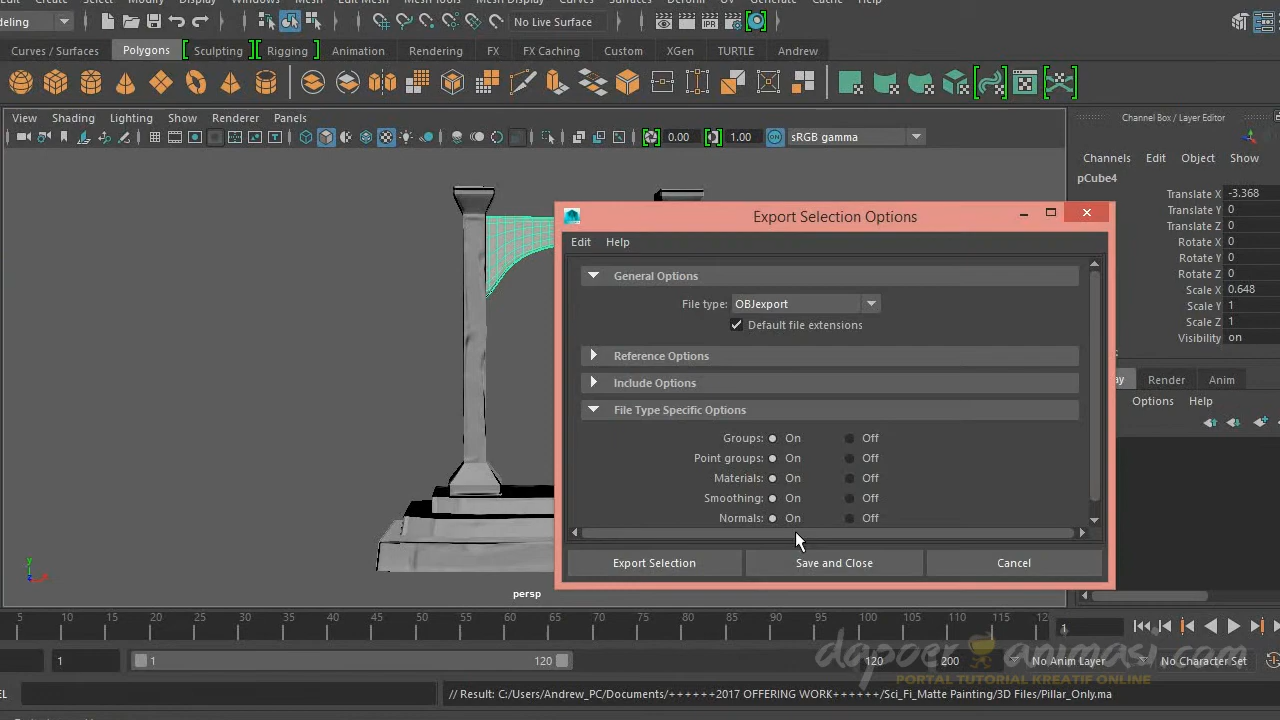 No Live Surface
Curves / Surfaces Polygons Sculpting Rigging Animation Rendering FX FX Caching Custom XGen TURTLE Andrew
View Shading Lighting Show Renderer Panels
0.00 1.00 ON sRGB gamma
Channel Box / Layer Editor
Channels Edit Object Show
pCube4
Translate X -3.368
Translate Y 0
Translate Z 0
Rotate X 0
Rotate Y 0
Rotate Z 0
Scale X 0.648
Scale Y 1
Scale Z 1
Visibility on
Render Anim
Options Help
Export Selection Options
Edit Help
General Options
File type: OBJexport
Default file extensions
Reference Options
Include Options
File Type Specific Options
Groups: On Off
Point groups: On Off
Materials: On Off
Smoothing: On Off
Normals: On Off
Export Selection Save and Close Cancel
y
z x
persp
5 10 15 20 25 30 35 40 45 50 55 60 65 70 75 80 85 90 95 100 105 110 115 12
1
1 1 120 120 200 No Anim Layer No Character Set
dapoer animasi.com
PORTAL TUTORIAL KREATIF ONLINE
EL // Result: C:/Users/Andrew_PC/Documents/++++++2017 OFFERING WORK++++++/Sci_Fi_Matte Painting/3D Files/Pillar_Only.ma